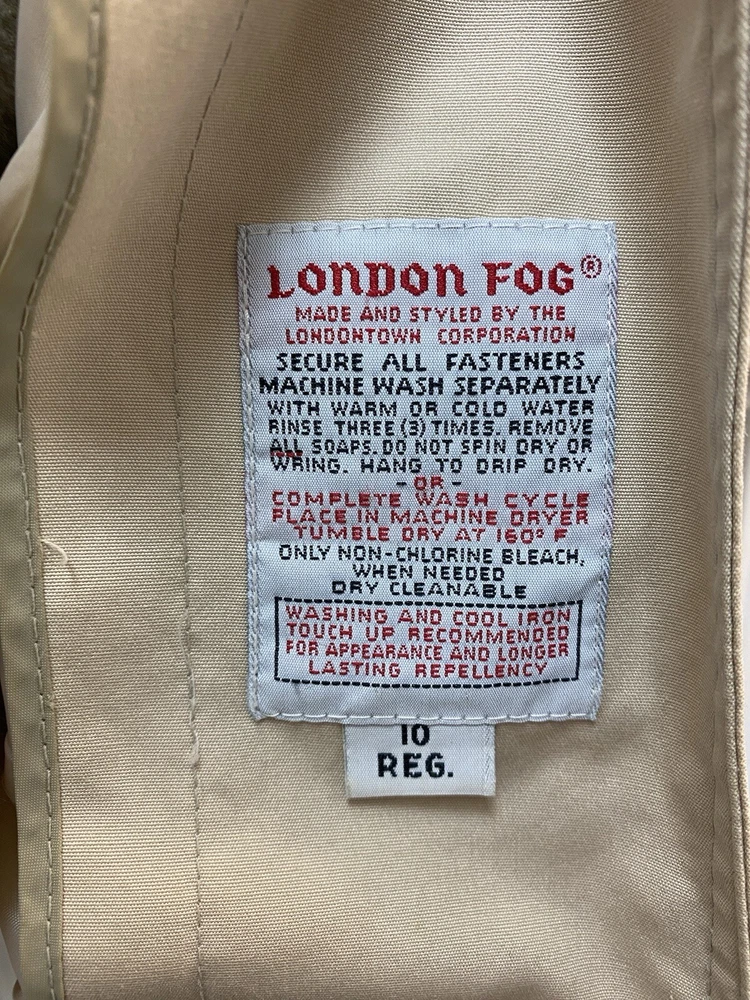 LONDON FOG®
MADE AND STYLED BY THE
LONDONTOWN CORPORATION
SECURE ALL FASTENERS
MACHINE WASH SEPARATELY
WITH WARM OR COLD WATER
RINSE THREE (3) TIMES. REMOVE
ALL SOAPS. DO NOT SPIN DRY OR
WRING. HANG TO DRIP DRY.
- OR -
COMPLETE WASH CYCLE
PLACE IN MACHINE DRYER
TUMBLE DRY AT 160° F
ONLY NON-CHLORINE BLEACH,
WHEN NEEDED
DRY CLEANABLE
WASHING AND COOL IRON
TOUCH UP RECOMMENDED
FOR APPEARANCE AND LONGER
LASTING REPELLENCY
10
REG.